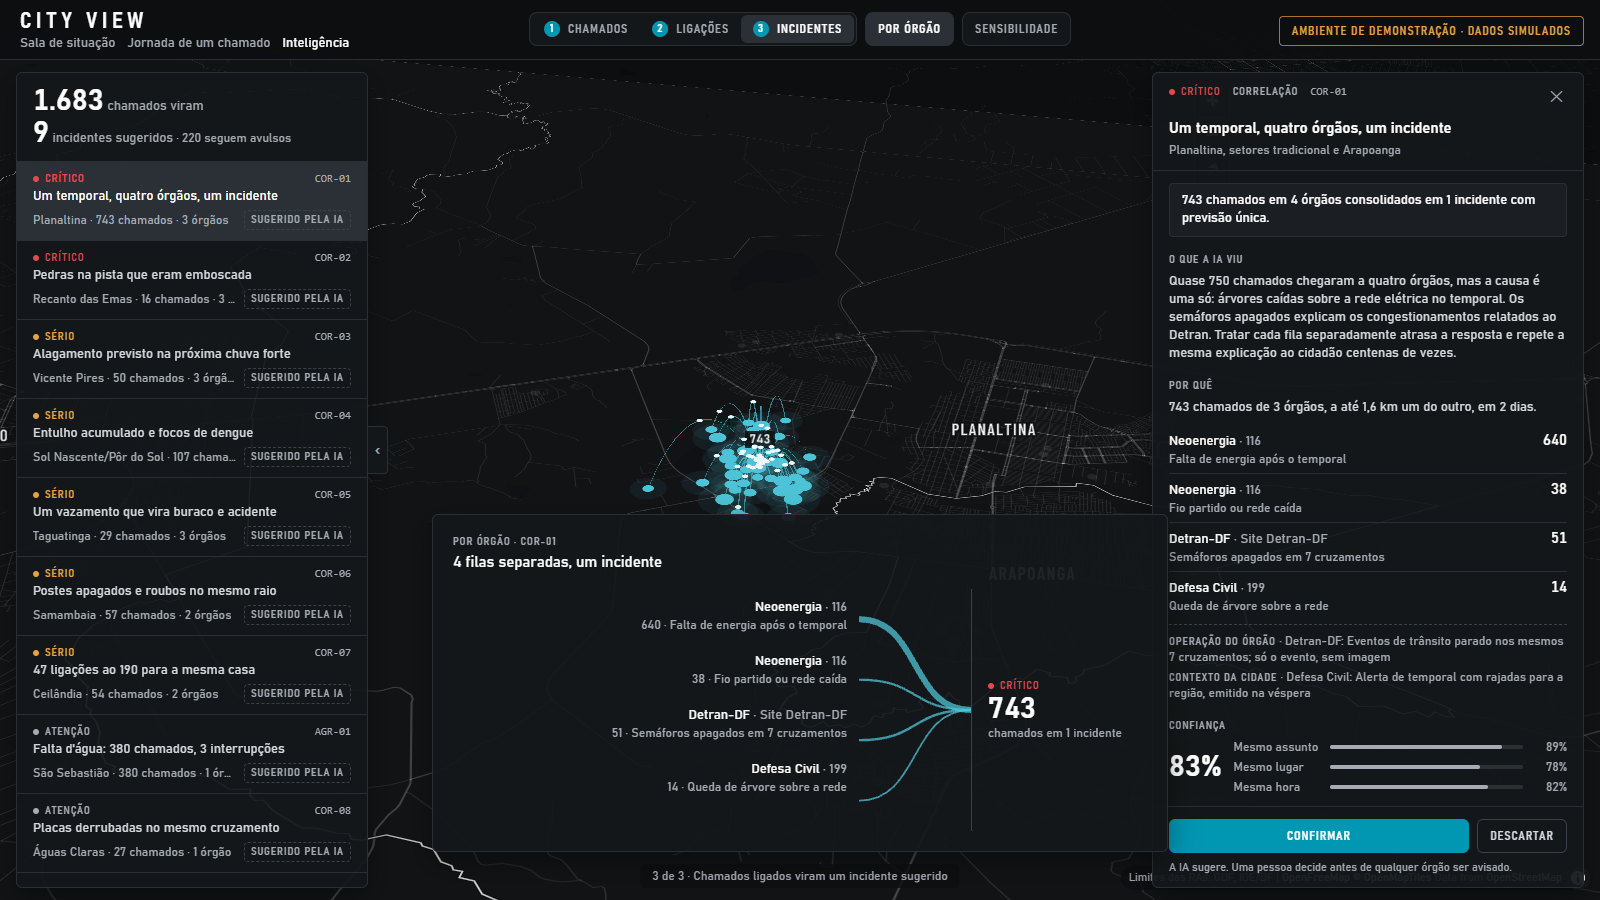 CITY VIEW
Sala de situação Jornada de um chamado Inteligência
1 CHAMADOS 2 LIGAÇÕES 3 INCIDENTES POR ÓRGÃO SENSIBILIDADE
AMBIENTE DE DEMONSTRAÇÃO · DADOS SIMULADOS
1.683 chamados viram
9 incidentes sugeridos · 220 seguem avulsos
CRÍTICO COR-01
Um temporal, quatro órgãos, um incidente
Planaltina · 743 chamados · 3 órgãos SUGERIDO PELA IA
CRÍTICO COR-02
Pedras na pista que eram emboscada
Recanto das Emas · 16 chamados · 3 … SUGERIDO PELA IA
SÉRIO COR-03
Alagamento previsto na próxima chuva forte
Vicente Pires · 50 chamados · 3 órgã… SUGERIDO PELA IA
SÉRIO COR-04
Entulho acumulado e focos de dengue
Sol Nascente/Pôr do Sol · 107 chama… SUGERIDO PELA IA
SÉRIO COR-05
Um vazamento que vira buraco e acidente
Taguatinga · 29 chamados · 3 órgãos SUGERIDO PELA IA
SÉRIO COR-06
Postes apagados e roubos no mesmo raio
Samambaia · 57 chamados · 2 órgãos SUGERIDO PELA IA
SÉRIO COR-07
47 ligações ao 190 para a mesma casa
Ceilândia · 54 chamados · 2 órgãos SUGERIDO PELA IA
ATENÇÃO AGR-01
Falta d'água: 380 chamados, 3 interrupções
São Sebastião · 380 chamados · 1 ór… SUGERIDO PELA IA
ATENÇÃO COR-08
Placas derrubadas no mesmo cruzamento
Águas Claras · 27 chamados · 1 órgão SUGERIDO PELA IA
743
PLANALTINA
ARAPOANGA
POR ÓRGÃO · COR-01
4 filas separadas, um incidente
Neoenergia · 116
640 · Falta de energia após o temporal
Neoenergia · 116
38 · Fio partido ou rede caída
Detran-DF · Site Detran-DF
51 · Semáforos apagados em 7 cruzamentos
Defesa Civil · 199
14 · Queda de árvore sobre a rede
CRÍTICO
743
chamados em 1 incidente
3 de 3 · Chamados ligados viram um incidente sugerido
CRÍTICO CORRELAÇÃO COR-01
Um temporal, quatro órgãos, um incidente
Planaltina, setores tradicional e Arapoanga
743 chamados em 4 órgãos consolidados em 1 incidente com
previsão única.
O QUE A IA VIU
Quase 750 chamados chegaram a quatro órgãos, mas a causa é
uma só: árvores caídas sobre a rede elétrica no temporal. Os
semáforos apagados explicam os congestionamentos relatados ao
Detran. Tratar cada fila separadamente atrasa a resposta e repete a
mesma explicação ao cidadão centenas de vezes.
POR QUÊ
743 chamados de 3 órgãos, a até 1,6 km um do outro, em 2 dias.
Neoenergia · 116 640
Falta de energia após o temporal
Neoenergia · 116 38
Fio partido ou rede caída
Detran-DF · Site Detran-DF 51
Semáforos apagados em 7 cruzamentos
Defesa Civil · 199 14
Queda de árvore sobre a rede
OPERAÇÃO DO ÓRGÃO · Detran-DF: Eventos de trânsito parado nos mesmos
7 cruzamentos; só o evento, sem imagem
CONTEXTO DA CIDADE · Defesa Civil: Alerta de temporal com rajadas para a
região, emitido na véspera
CONFIANÇA
83%
Mesmo assunto 89%
Mesmo lugar 78%
Mesma hora 82%
CONFIRMAR DESCARTAR
A IA sugere. Uma pessoa decide antes de qualquer órgão ser avisado.